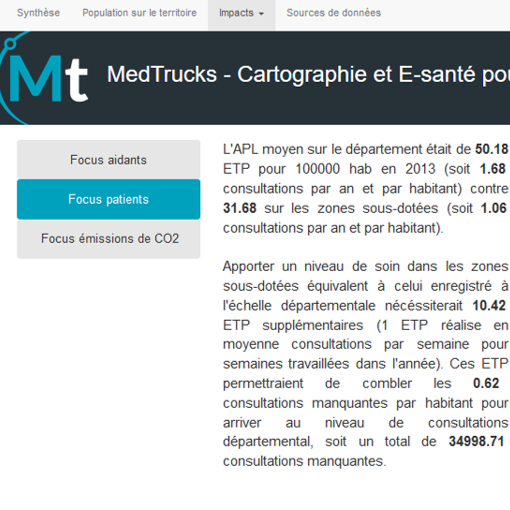 Synthèse Population sur le territoire Impacts Sources de données
Mt MedTrucks - Cartographie et E-santé pou
Focus aidants
Focus patients
Focus émissions de CO2
L'APL moyen sur le département était de 50.18
ETP pour 100000 hab en 2013 (soit 1.68
consultations par an et par habitant) contre
31.68 sur les zones sous-dotées (soit 1.06
consultations par an et par habitant).
Apporter un niveau de soin dans les zones
sous-dotées équivalent à celui enregistré à
l'échelle départementale nécéssiterait 10.42
ETP supplémentaires (1 ETP réalise en
moyenne consultations par semaine pour
semaines travaillées dans l'année). Ces ETP
permettraient de combler les 0.62
consultations manquantes par habitant pour
arriver au niveau de consultations
départemental, soit un total de 34998.71
consultations manquantes.